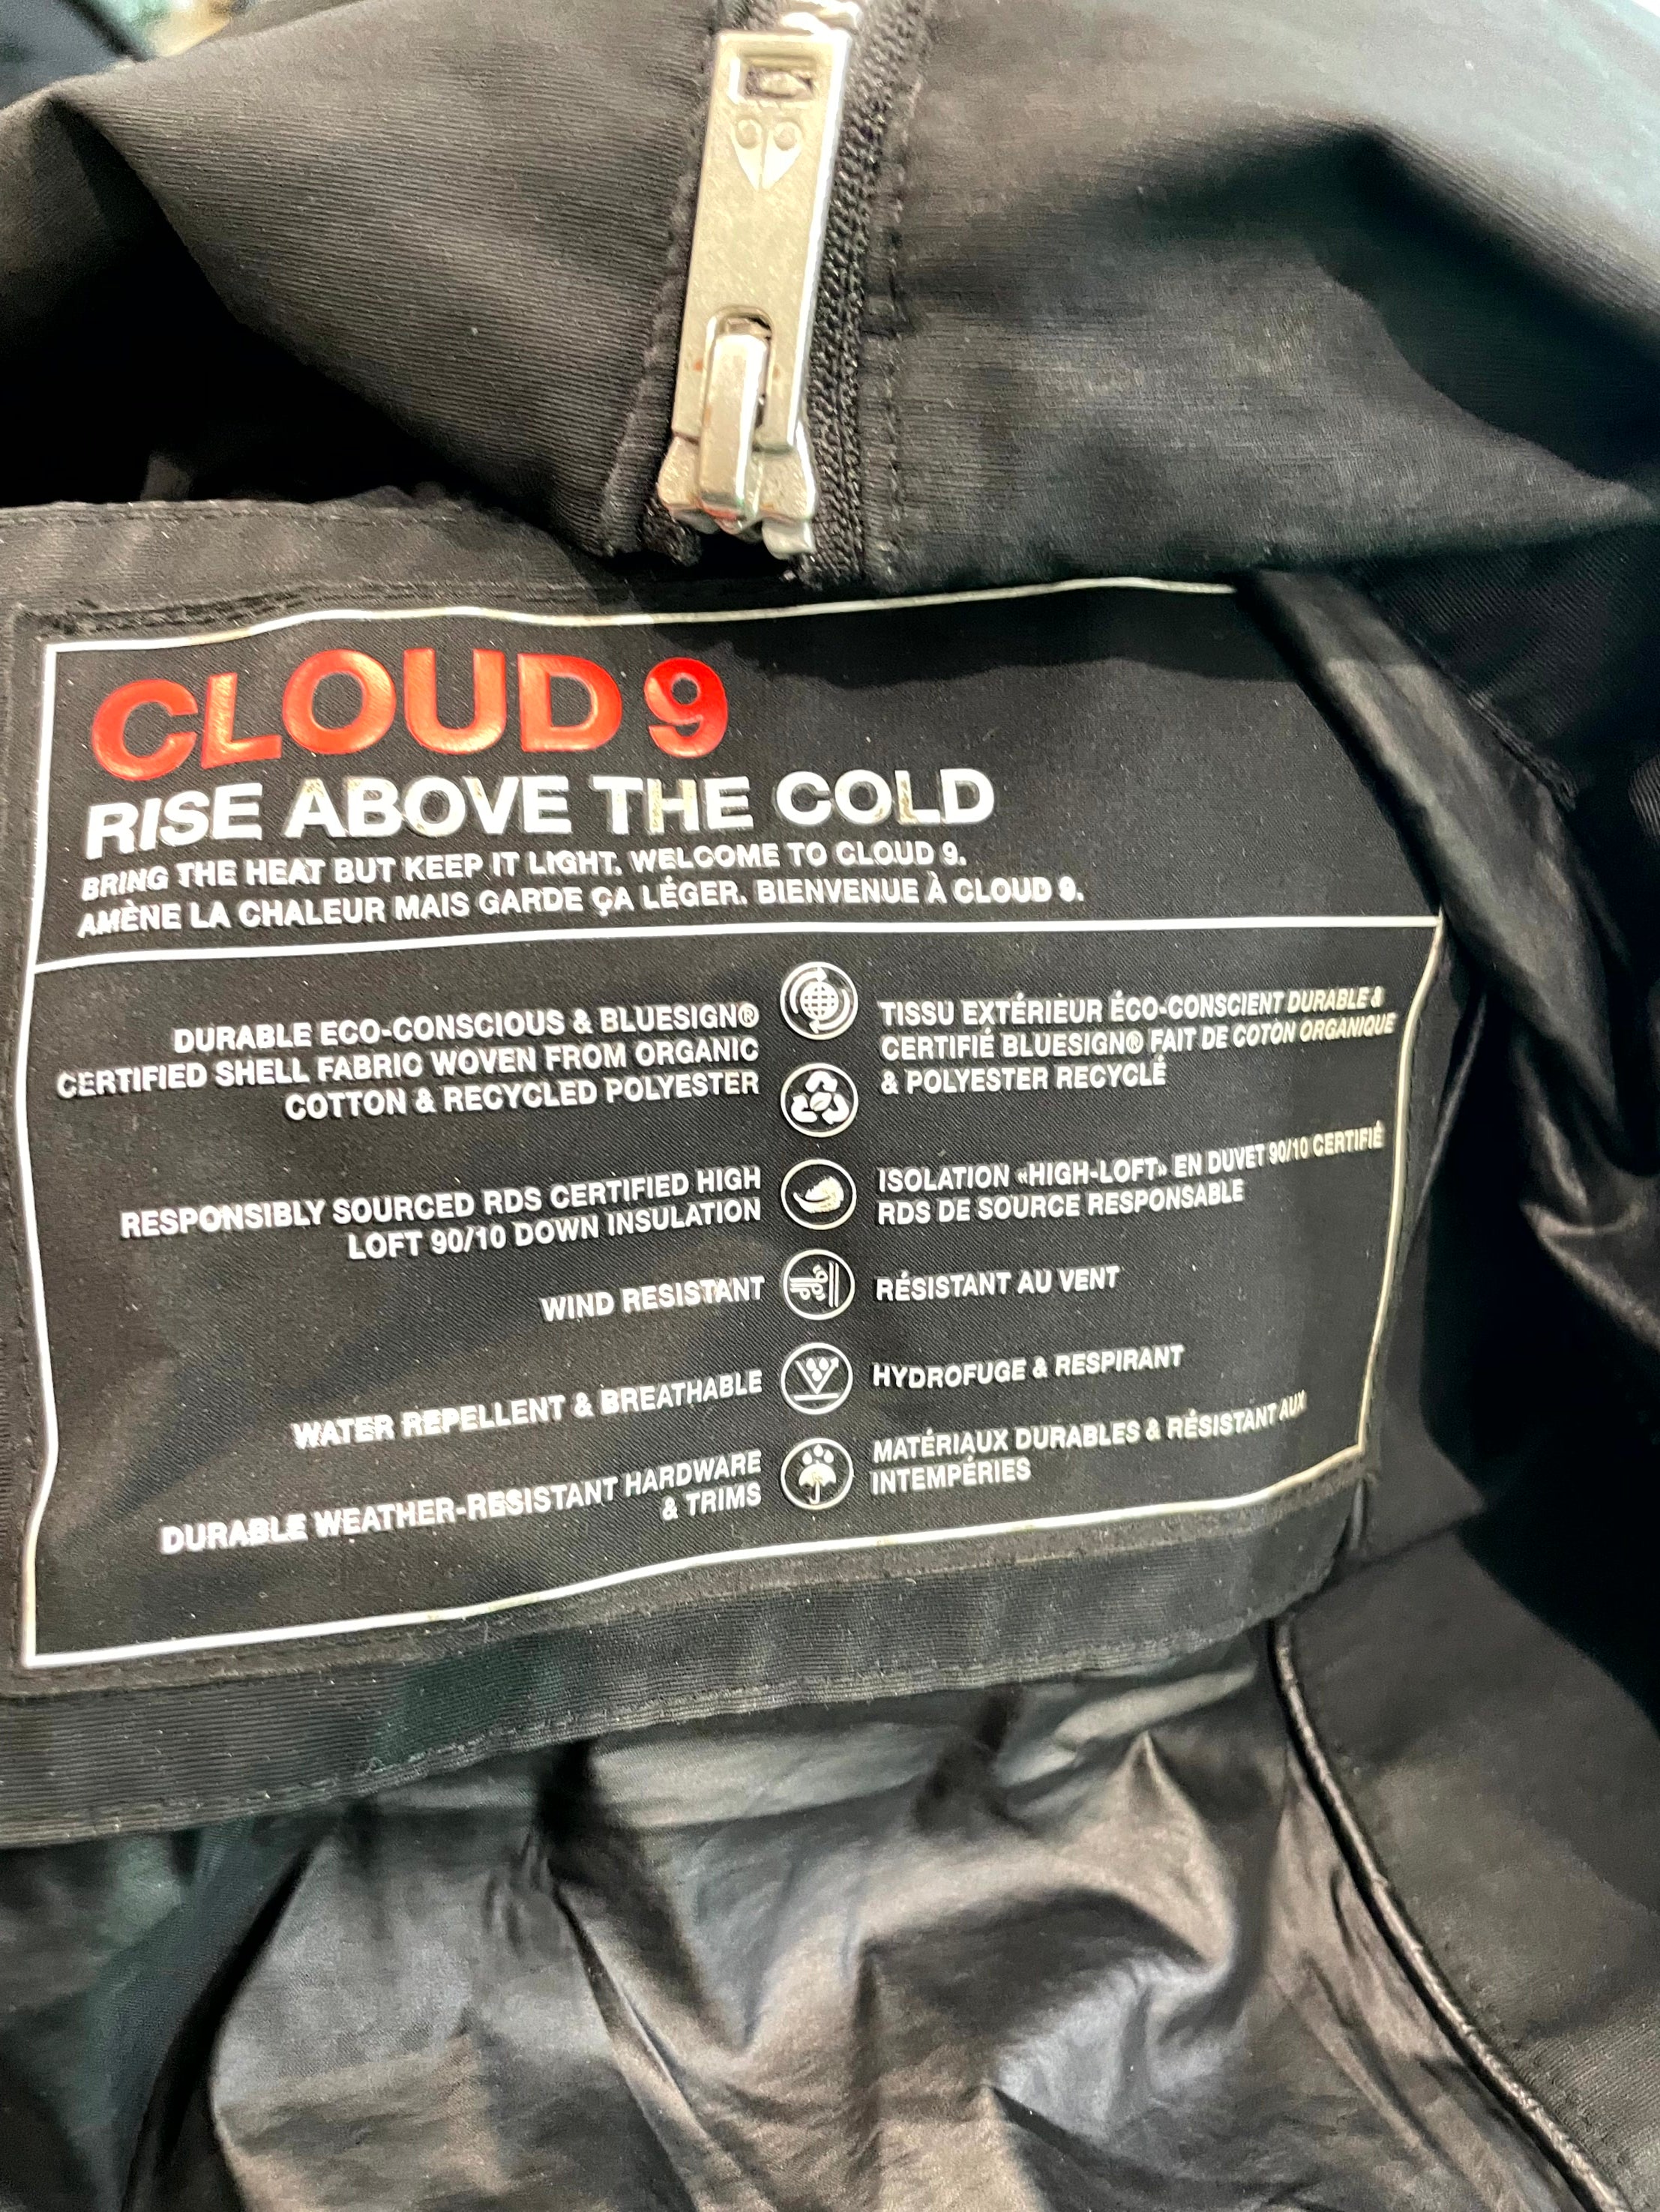 CLOUD 9
RISE ABOVE THE COLD
BRING THE HEAT BUT KEEP IT LIGHT. WELCOME TO CLOUD 9.
AMÈNE LA CHALEUR MAIS GARDE ÇA LÉGER. BIENVENUE À CLOUD 9.
DURABLE ECO-CONSCIOUS & BLUESIGN®
CERTIFIED SHELL FABRIC WOVEN FROM ORGANIC
COTTON & RECYCLED POLYESTER
TISSU EXTÉRIEUR ÉCO-CONSCIENT DURABLE &
CERTIFIÉ BLUESIGN® FAIT DE COTON ORGANIQUE
& POLYESTER RECYCLÉ
RESPONSIBLY SOURCED RDS CERTIFIED HIGH
LOFT 90/10 DOWN INSULATION
ISOLATION «HIGH-LOFT» EN DUVET 90/10 CERTIFIÉ
RDS DE SOURCE RESPONSABLE
WIND RESISTANT
RÉSISTANT AU VENT
WATER REPELLENT & BREATHABLE
HYDROFUGE & RESPIRANT
DURABLE WEATHER-RESISTANT HARDWARE
& TRIMS
MATÉRIAUX DURABLES & RÉSISTANT AUX
INTEMPÉRIES